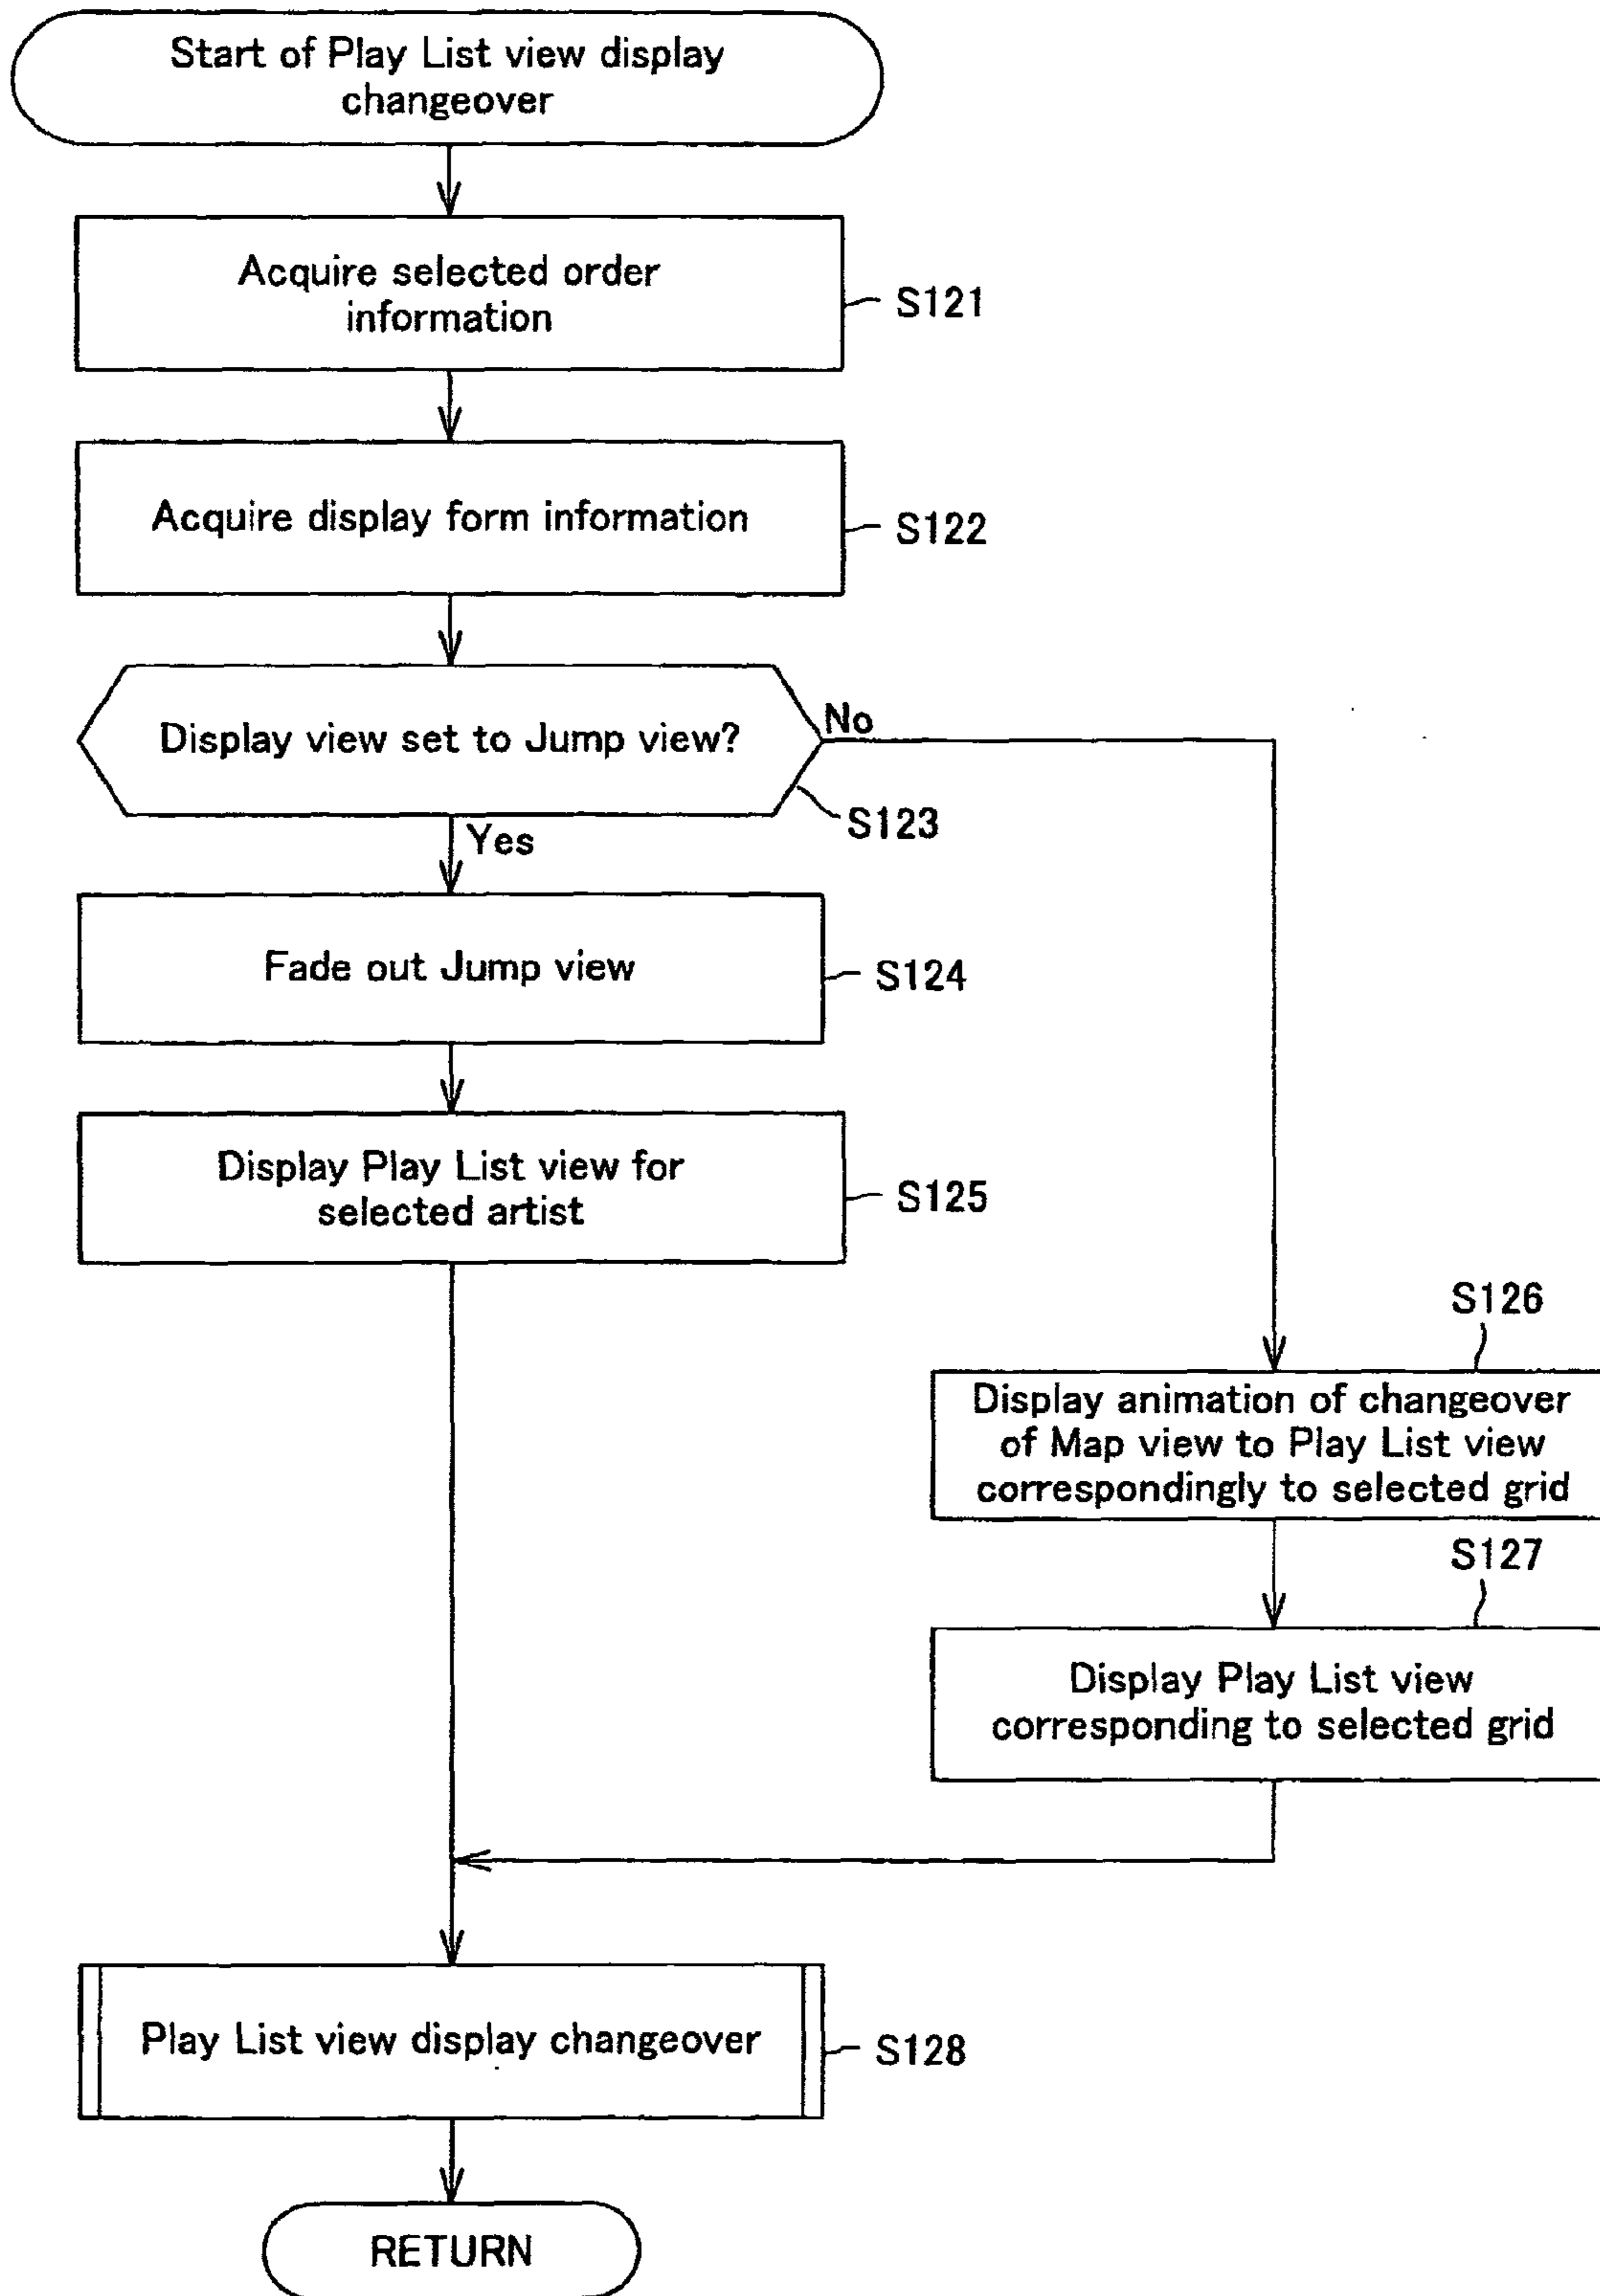 Start of Play List view display
changeover
Acquire selected order
information
S121
Acquire display form information
S122
Display view set to Jump view?
No
S123
Yes
Fade out Jump view
S124
Display Play List view for
selected artist
S125
S126
Display animation of changeover
of Map view to Play List view
correspondingly to selected grid
S127
Display Play List view
corresponding to selected grid
Play List view display changeover
S128
RETURN